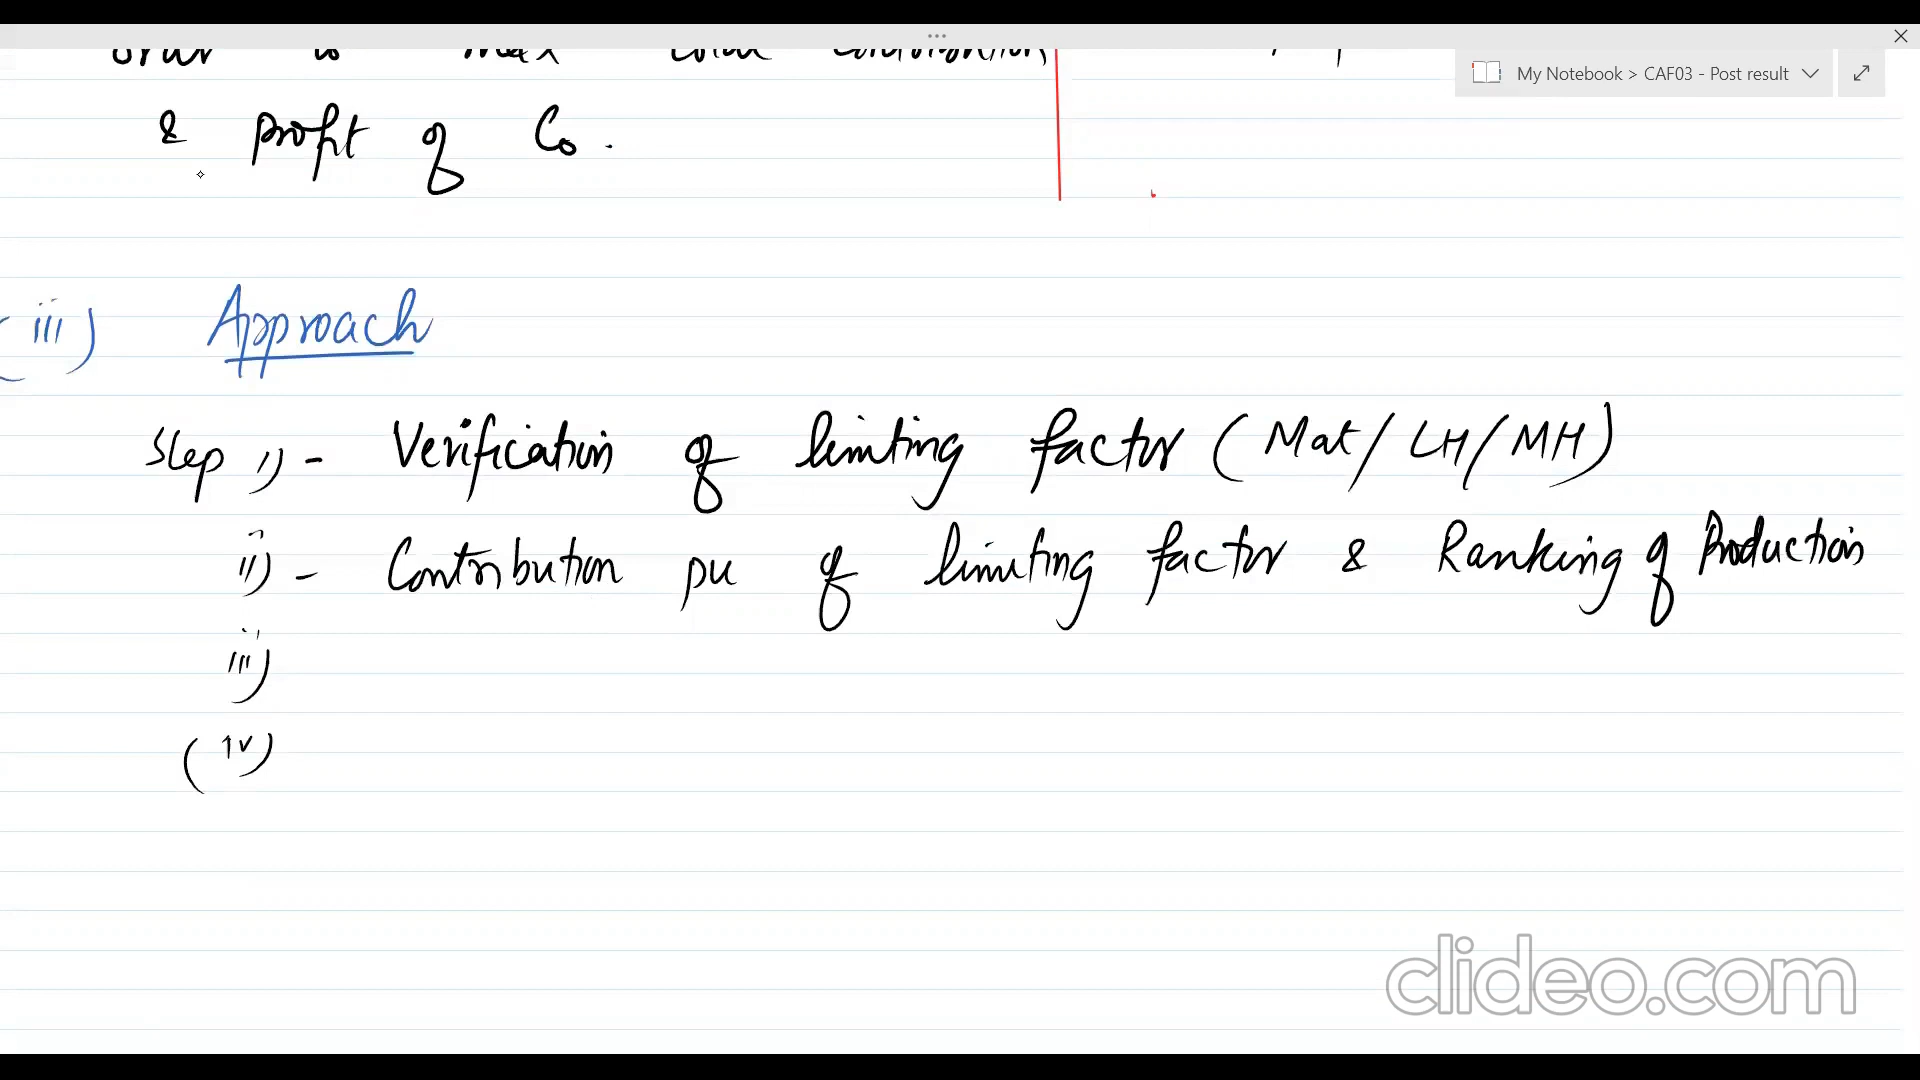 My Notebook > CAF03 - Post result
& profit of Co.
(iii) Approach
Step i) - Verification of limiting factor (Mat/LH/MH)
ii) - Contribution pu of limiting factor & Ranking of Production
iii)
(iv)
clideo.com